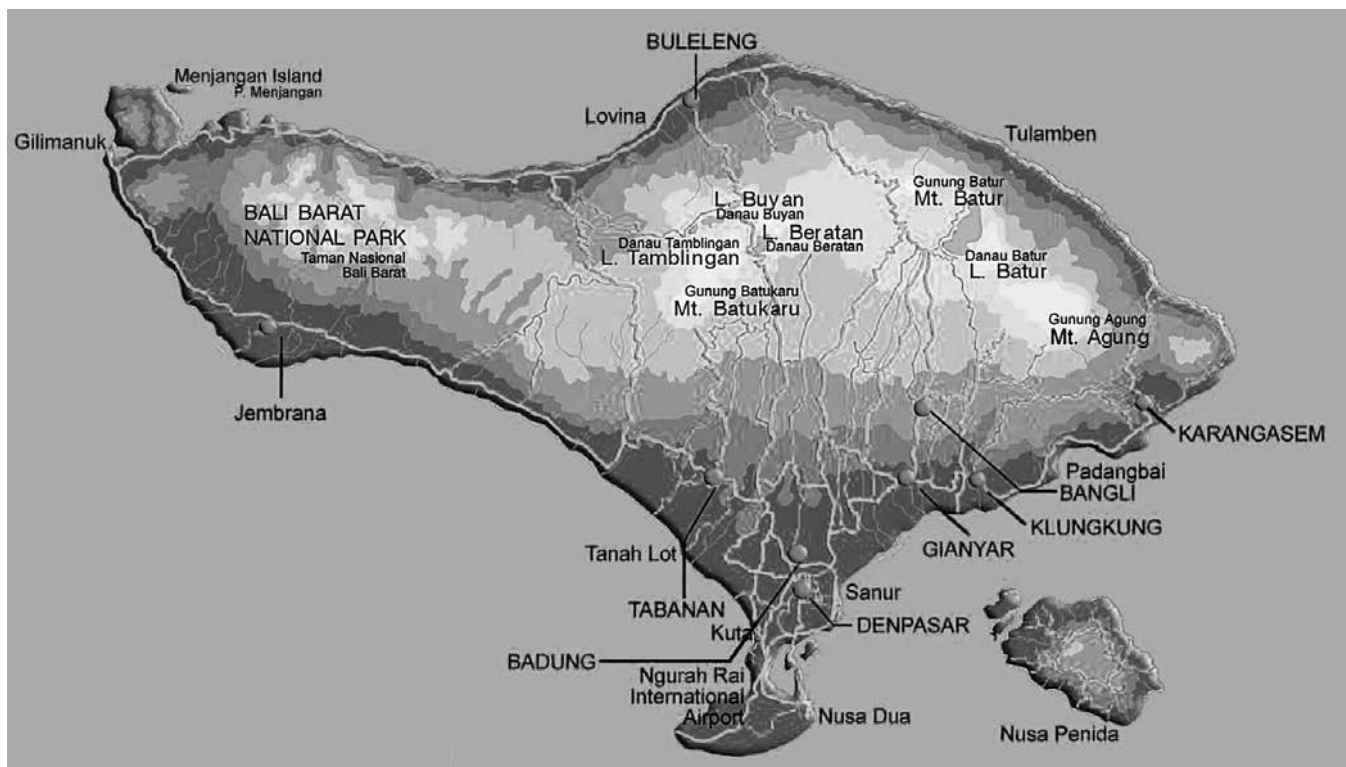 BULELENG
Menjangan Island
P. Menjangan
Lovina
Gilimanuk
Tulamben
Gunung Batur
Mt. Batur
L. Buyan
Danau Buyan
BALI BARAT
NATIONAL PARK
Taman Nasional
Bali Barat
L. Beratan
Danau Beratan
Danau Tamblingan
L. Tamblingan
Danau Batur
L. Batur
Gunung Batukaru
Mt. Batukaru
Gunung Agung
Mt. Agung
Jembrana
KARANGASEM
Padangbai
BANGLI
KLUNGKUNG
GIANYAR
Tanah Lot
Sanur
TABANAN
DENPASAR
Kuta
BADUNG
Ngurah Rai
International
Airport
Nusa Dua
Nusa Penida